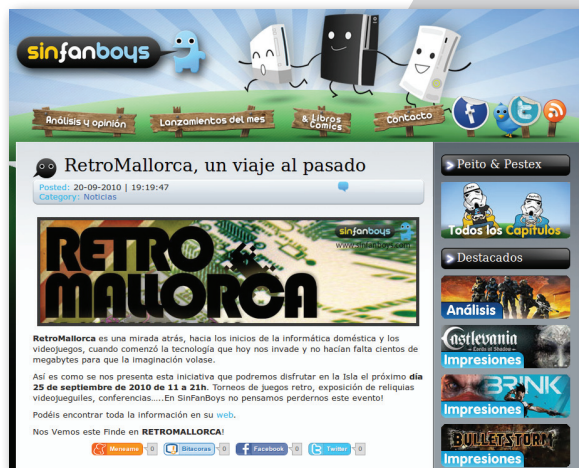 sinfanboys
Análisis y opinión
Lanzamientos del mes
& Libros
Comics
Contacto
RetroMallorca, un viaje al pasado
Posted: 20-09-2010 | 19:19:47
Category: Noticias
sinfanboys
www.sinfanboys.com
RETRO
MALLORCA
RetroMallorca es una mirada atrás, hacia los inicios de la informática doméstica y los
videojuegos, cuando comenzó la tecnología que hoy nos invade y no hacían falta cientos de
megabytes para que la imaginación volase.
Así es como se nos presenta esta iniciativa que podremos disfrutar en la Isla el próximo día
25 de septiembre de 2010 de 11 a 21h. Torneos de juegos retro, exposición de reliquias
videojueguiles, conferencias.....En SinFanBoys no pensamos perdernos este evento!
Podéis encontrar toda la información en su web.
Nos Vemos este Finde en RETROMALLORCA!
Meneame 0 Bitacoras 0 Facebook 0 Twitter 0
Peito & Pestex
Todos los Capítulos
Destacados
Análisis
Castlevania
Lords of Shadow
Impresiones
BRINK
Impresiones
BULLETSTORM
Impresiones